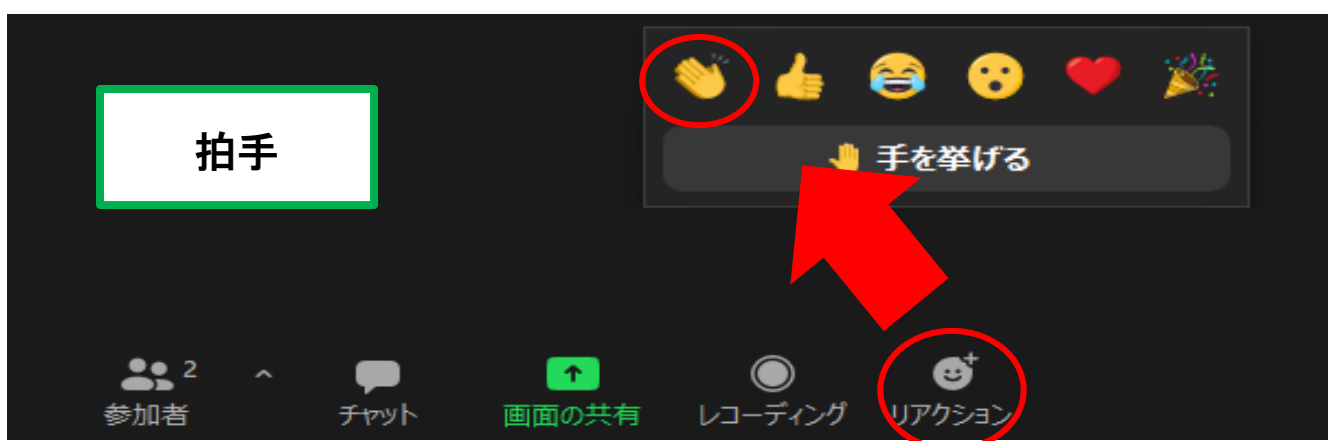 拍手
手を挙げる
2
参加者
チャット
画面の共有
レコーディング
リアクション